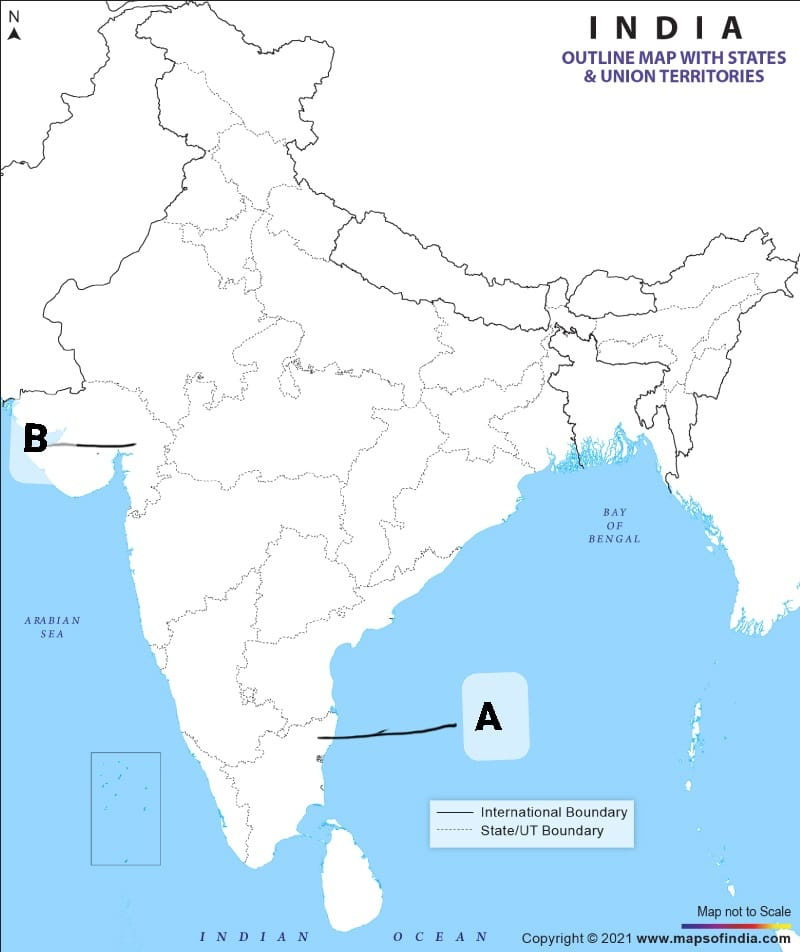 N
INDIA
OUTLINE MAP WITH STATES
& UNION TERRITORIES
B
BAY
OF
BENGAL
ARABIAN
SEA
A
International Boundary
State/UT Boundary
Map not to Scale
INDIAN OCEAN
Copyright © 2021 www.mapsofindia.com